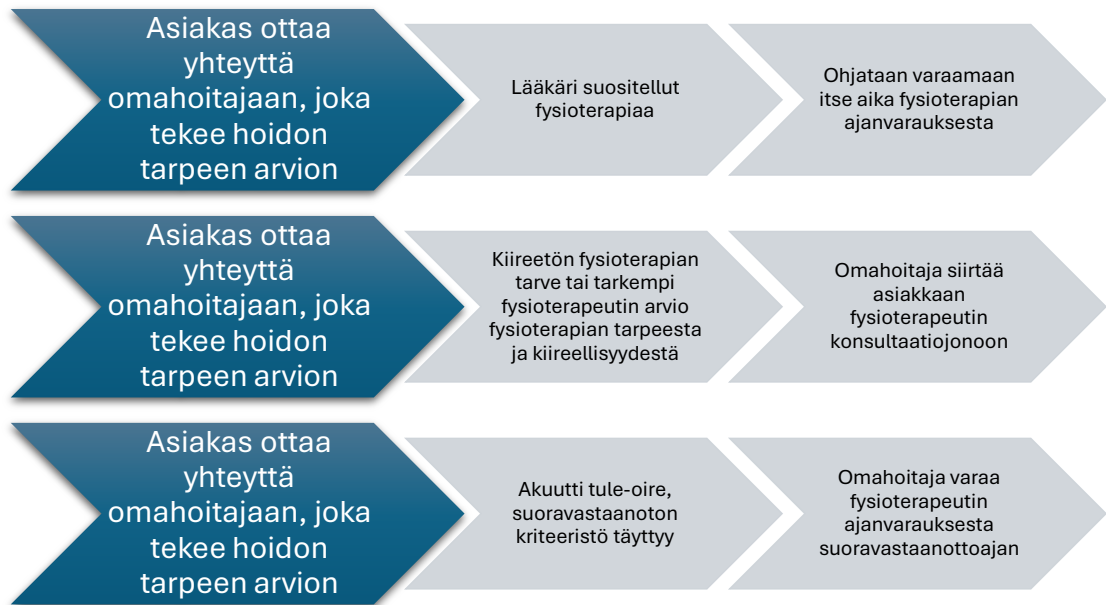 Asiakas ottaa
yhteyttä
omahoitajaan, joka
tekee hoidon
tarpeen arvion
Lääkäri suositellut
fysioterapiaa
Ohjataan varaamaan
itse aika fysioterapian
ajanvarauksesta
Asiakas ottaa
yhteyttä
omahoitajaan, joka
tekee hoidon
tarpeen arvion
Kiireetön fysioterapian
tarve tai tarkempi
fysioterapeutin arvio
fysioterapian tarpeesta
ja kiireellisyydestä
Omahoitaja siirtää
asiakkaan
fysioterapeutin
konsultaatiojonoon
Asiakas ottaa
yhteyttä
omahoitajaan, joka
tekee hoidon
tarpeen arvion
Akuutti tule-oire,
suoravastaanoton
kriteeristö täyttyy
Omahoitaja varaa
fysioterapeutin
ajanvarauksesta
suoravastaanottoajan